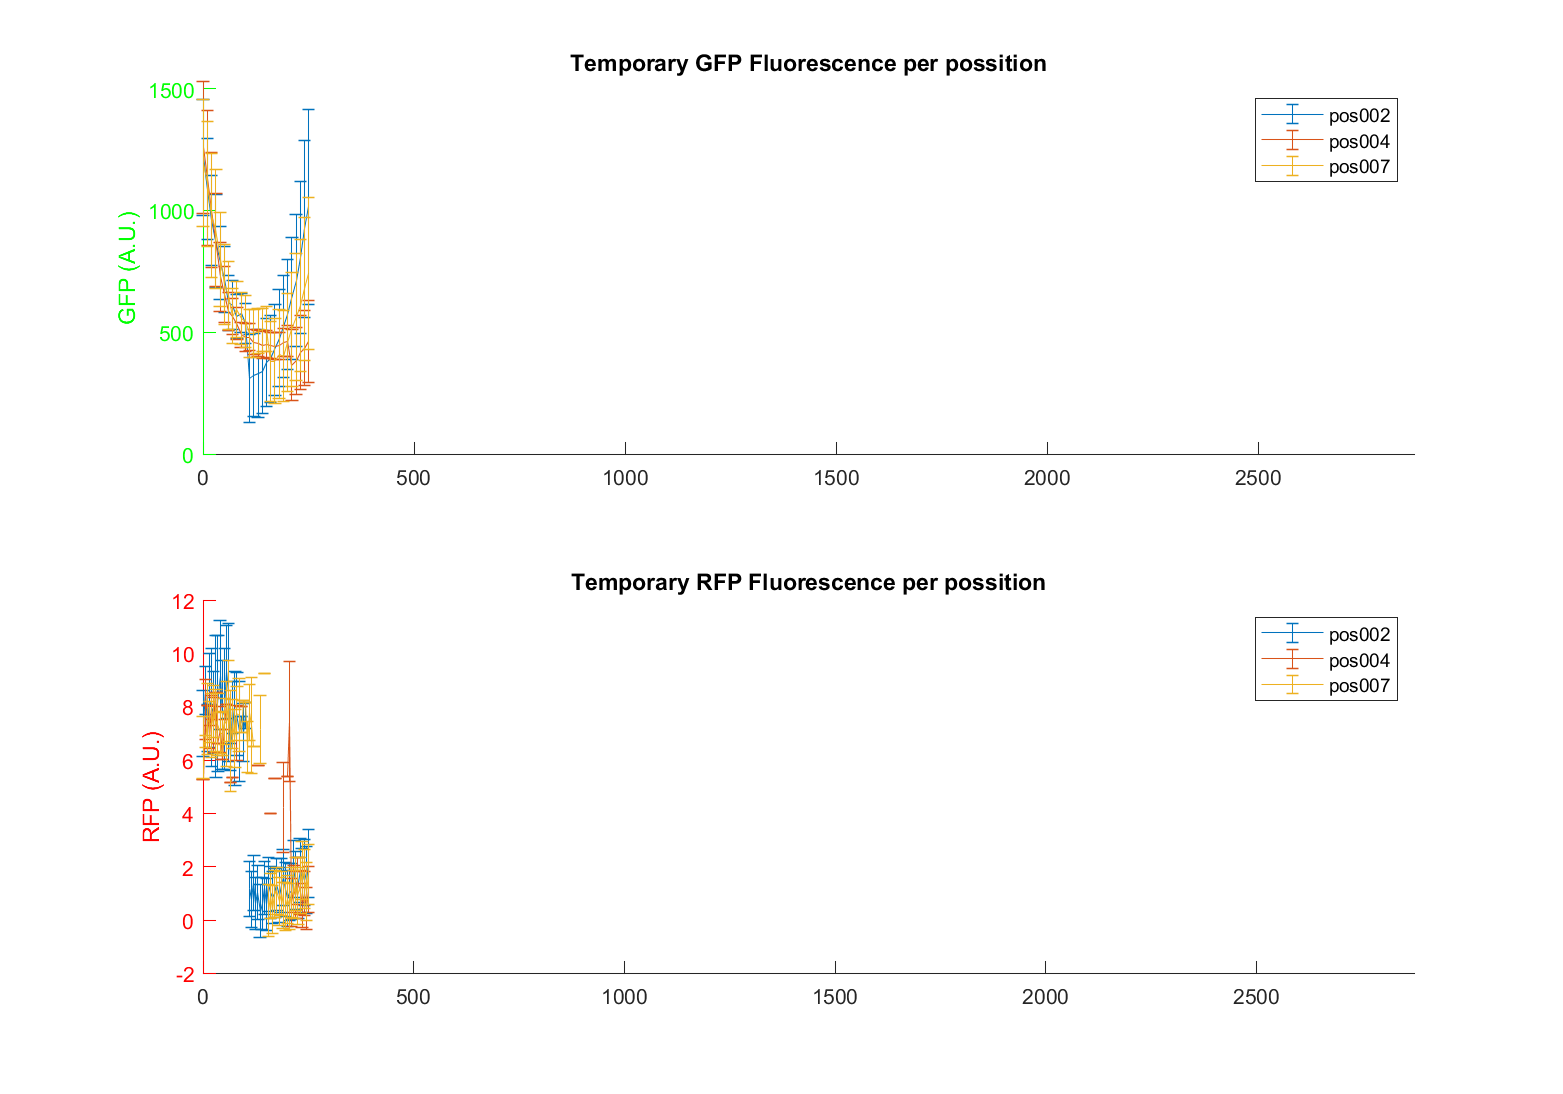 Temporary GFP Fluorescence per possition
GFP (A.U.)
1500
1000
500
0
0 500 1000 1500 2000 2500
pos002
pos004
pos007
Temporary RFP Fluorescence per possition
RFP (A.U.)
12
10
8
6
4
2
0
-2
0 500 1000 1500 2000 2500
pos002
pos004
pos007